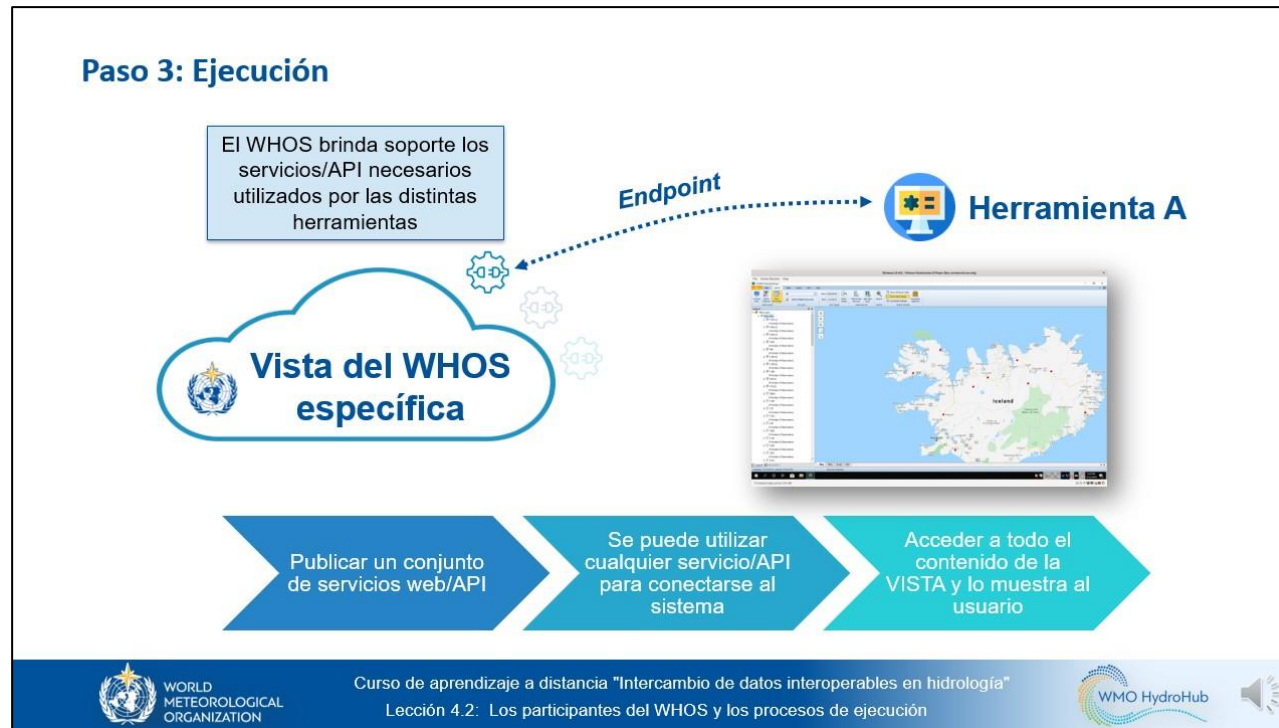 Paso 3: Ejecución
El WHOS brinda soporte los
servicios/API necesarios
utilizados por las distintas
herramientas
Endpoint
Herramienta A
Vista del WHOS
específica
Iceland
Publicar un conjunto
de servicios web/API
Se puede utilizar
cualquier servicio/API
para conectarse al
sistema
Acceder a todo el
contenido de la
VISTA y lo muestra al
usuario
WORLD
METEOROLOGICAL
ORGANIZATION
Curso de aprendizaje a distancia "Intercambio de datos interoperables en hidrología"
Lección 4.2: Los participantes del WHOS y los procesos de ejecución
WMO HydroHub